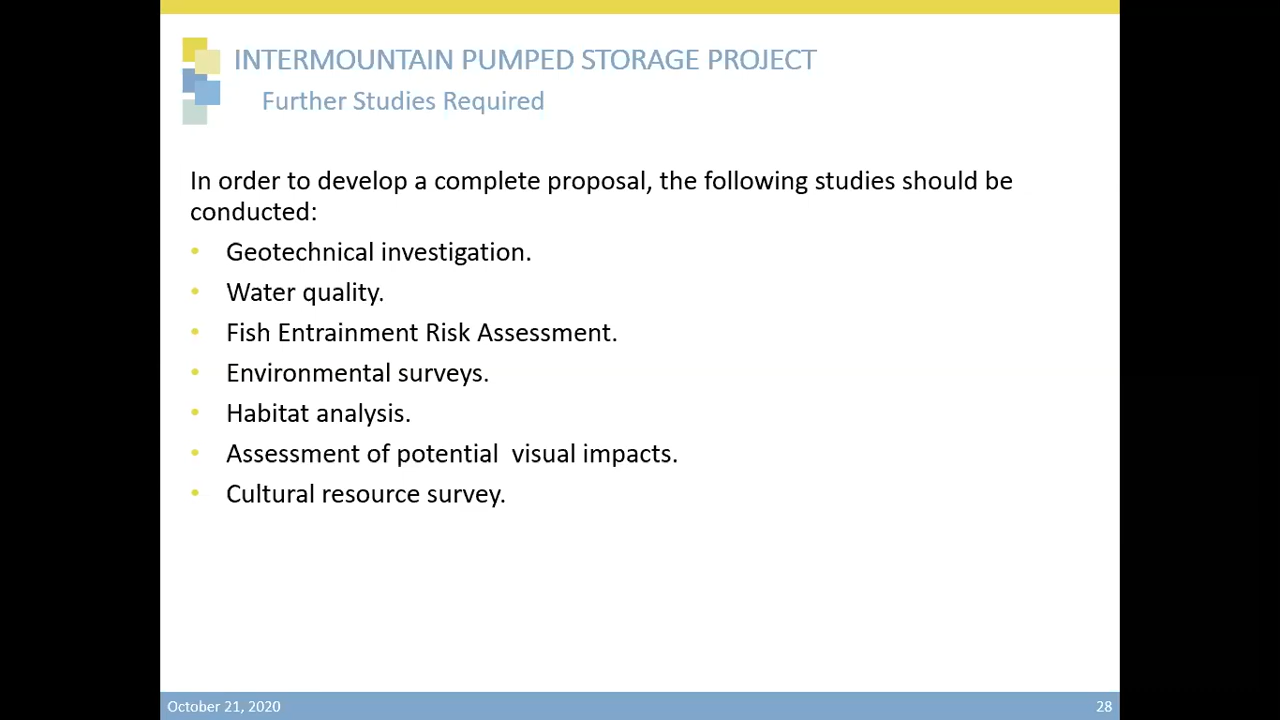 INTERMOUNTAIN PUMPED STORAGE PROJECT
Further Studies Required
In order to develop a complete proposal, the following studies should be
conducted:
• Geotechnical investigation.
• Water quality.
• Fish Entrainment Risk Assessment.
• Environmental surveys.
• Habitat analysis.
• Assessment of potential  visual impacts.
• Cultural resource survey.
October 21, 2020
28